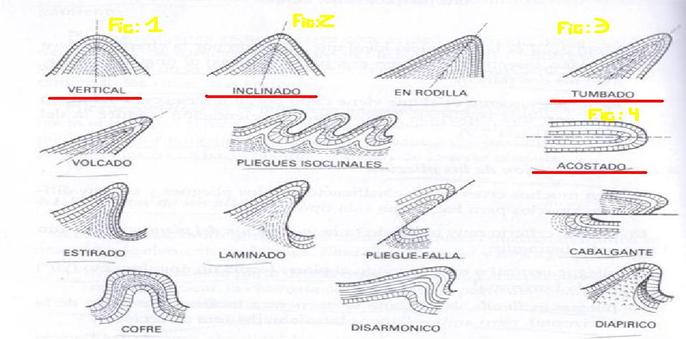 Fig: 1
Fig:2
Fig: 3
VERTICAL
INCLINADO
EN RODILLA
TUMBADO
Fig: 4
VOLCADO
PLIEGUES ISOCLINALES
ACOSTADO
ESTIRADO
LAMINADO
PLIEGUE-FALLA.
CABALGANTE
COFRE
DISARMONICO
DIAPIRICO